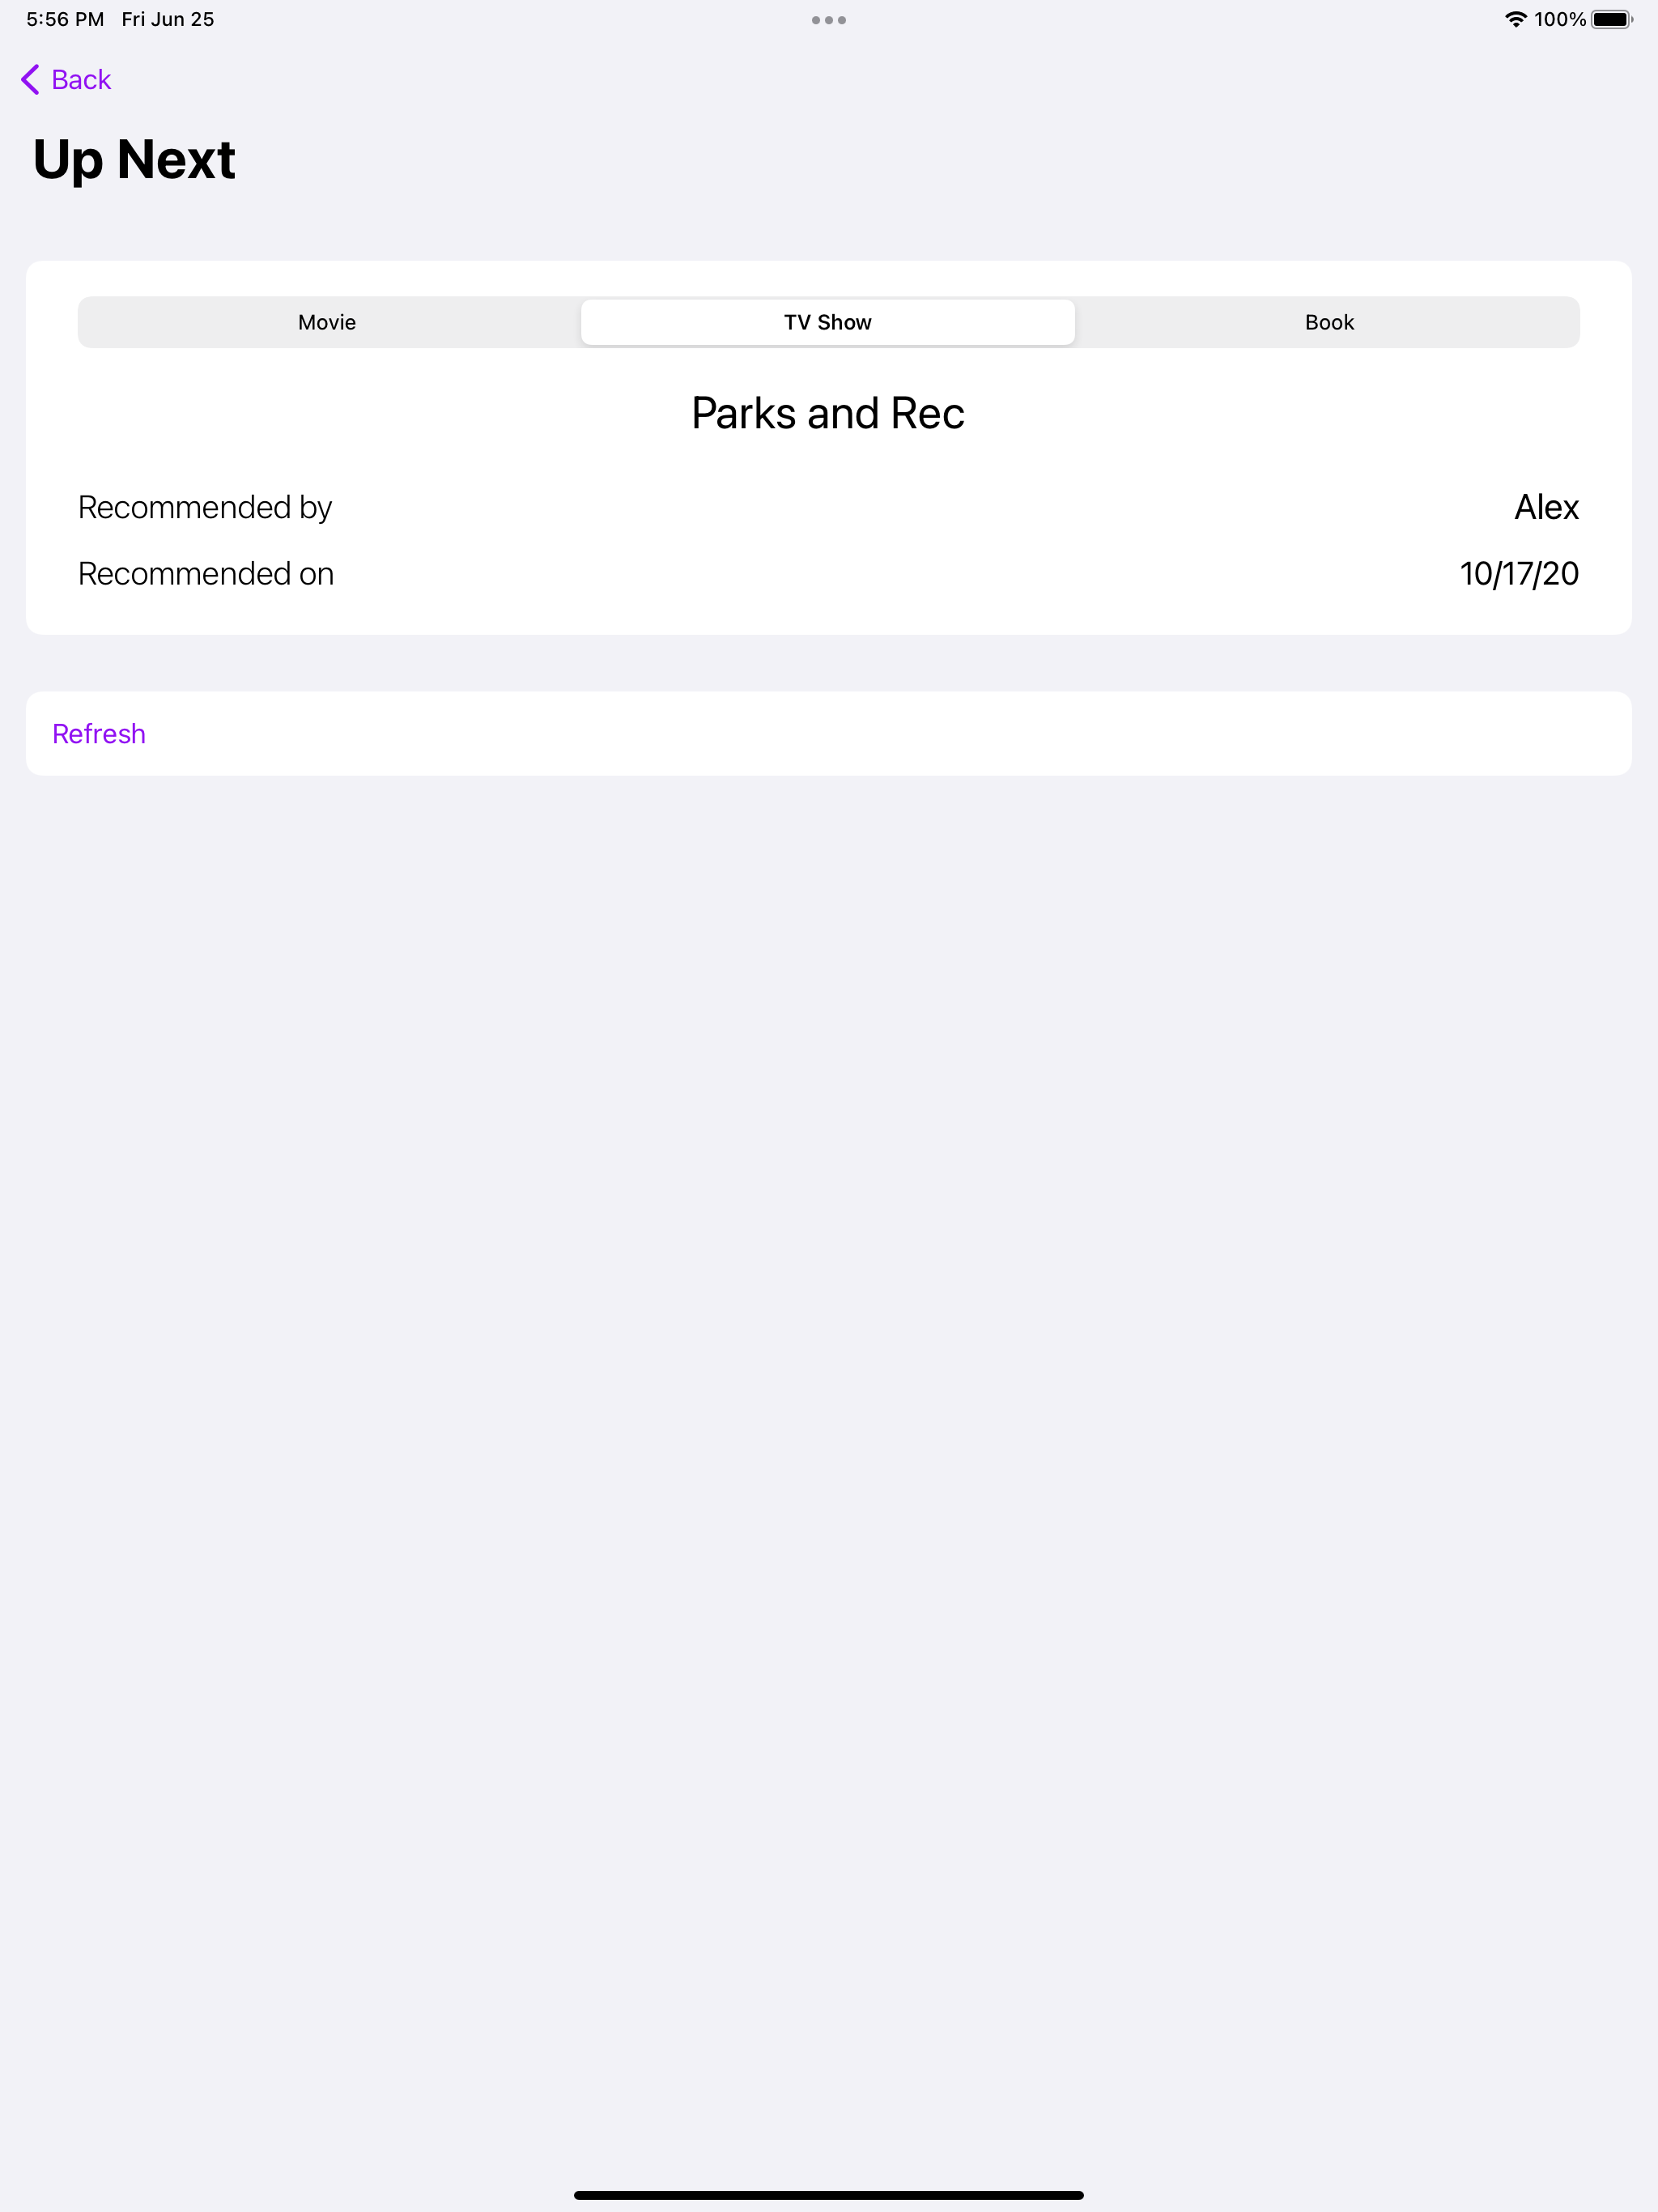 5:56 PM Fri Jun 25 100%
Back
Up Next
Movie TV Show Book
Parks and Rec
Recommended by Alex
Recommended on 10/17/20
Refresh